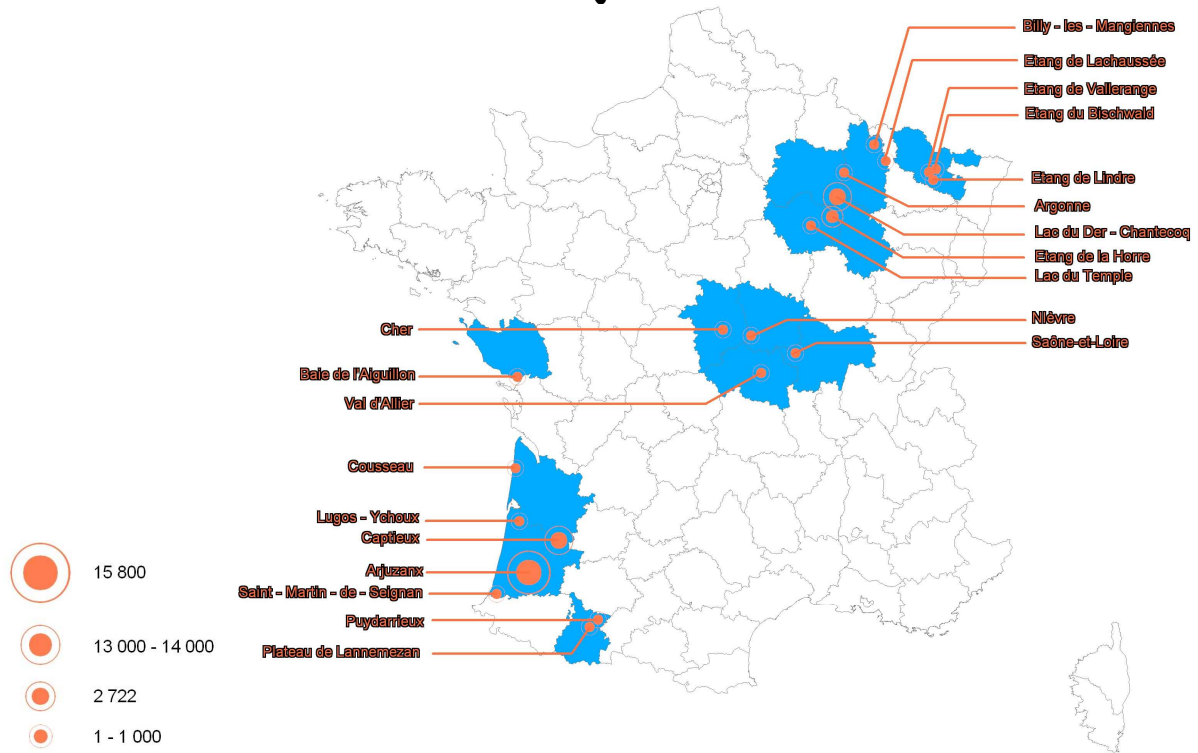 Billy - les - Mangiennes
Etang de Lachaussée
Etang de Vallerange
Etang du Bischwald
Etang de Lindre
Argonne
Lac du Der - Chantecoq
Etang de la Horre
Lac du Temple
Nièvre
Saône-et-Loire
Cher
Baie de l'Aiguillon
Val d'Allier
Cousseau
Lugos - Ychoux
Captieux
Arjuzanx
Saint - Martin - de - Seignan
Puydarrieux
Plateau de Lannemezan
15 800
13 000 - 14 000
2 722
1 - 1 000